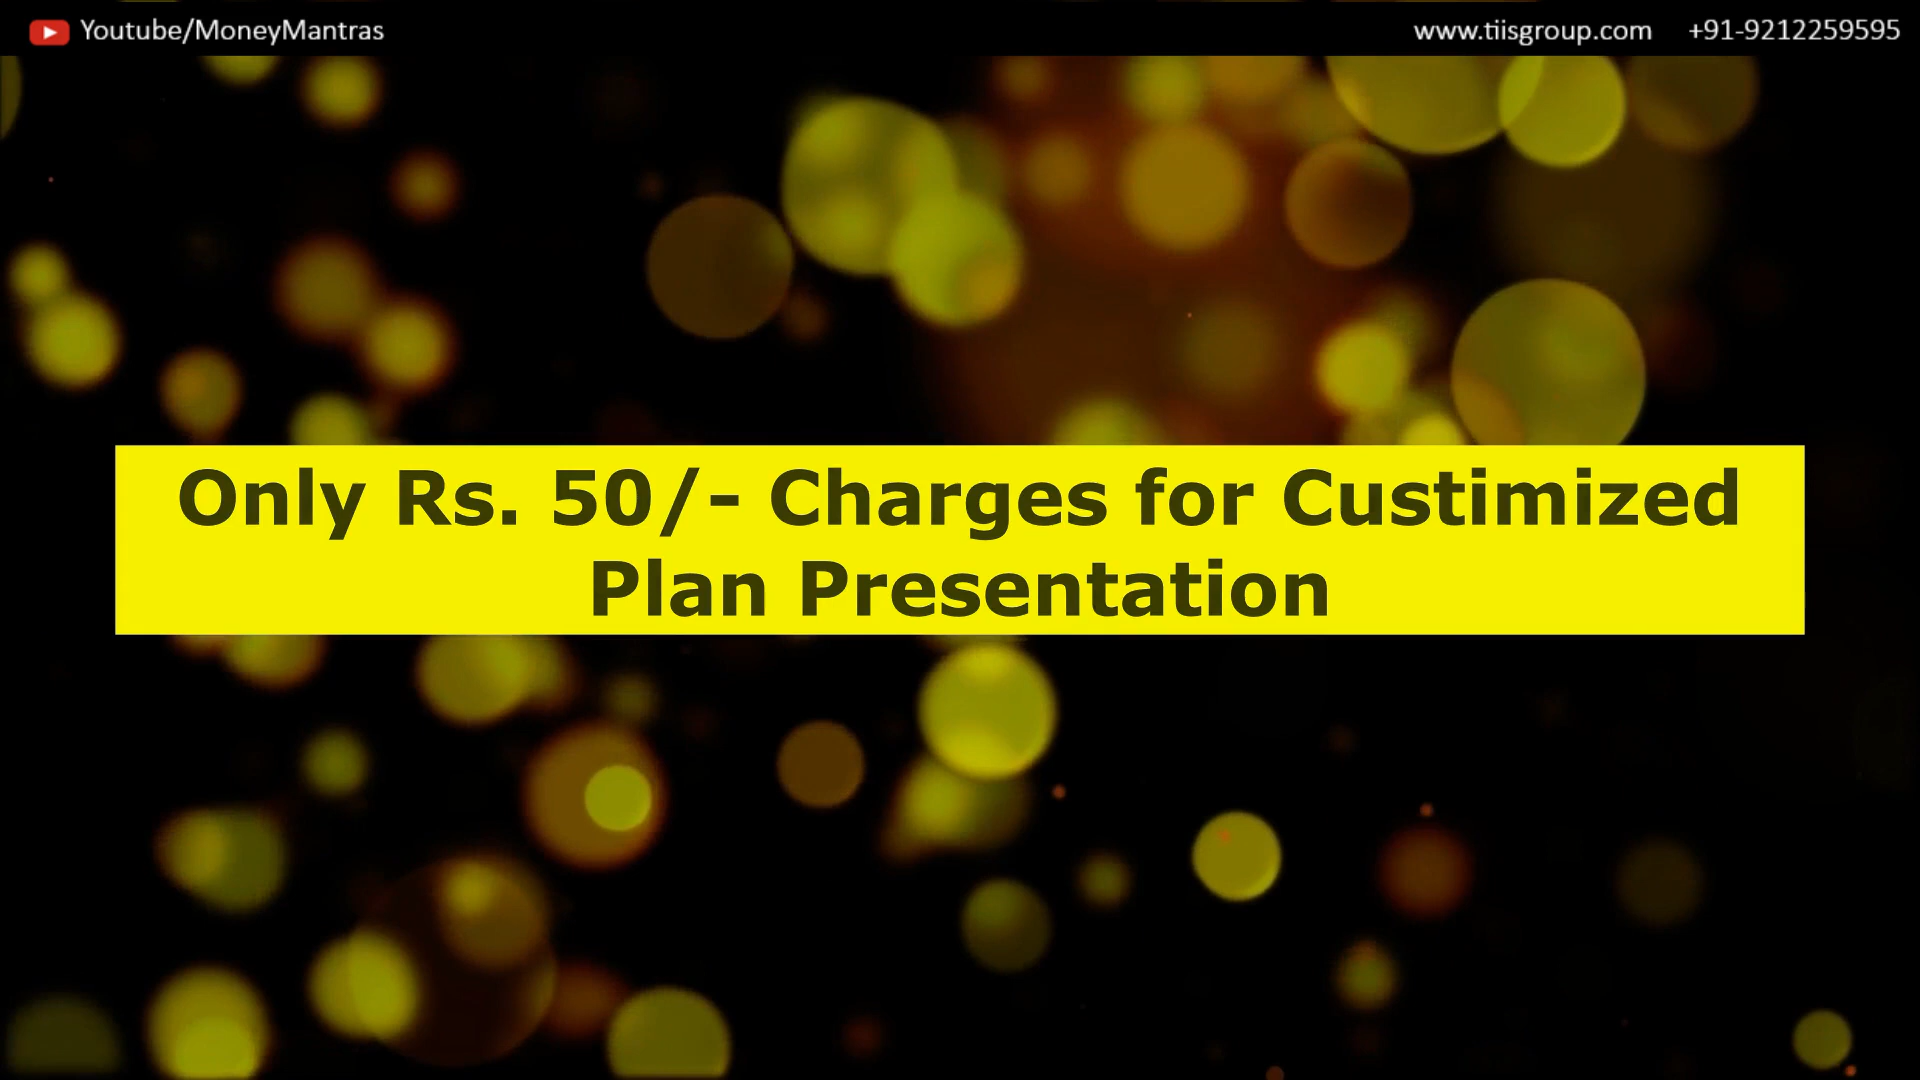 Youtube/MoneyMantras
www.tiisgroup.com +91-9212259595
Only Rs. 50/- Charges for Custimized
Plan Presentation